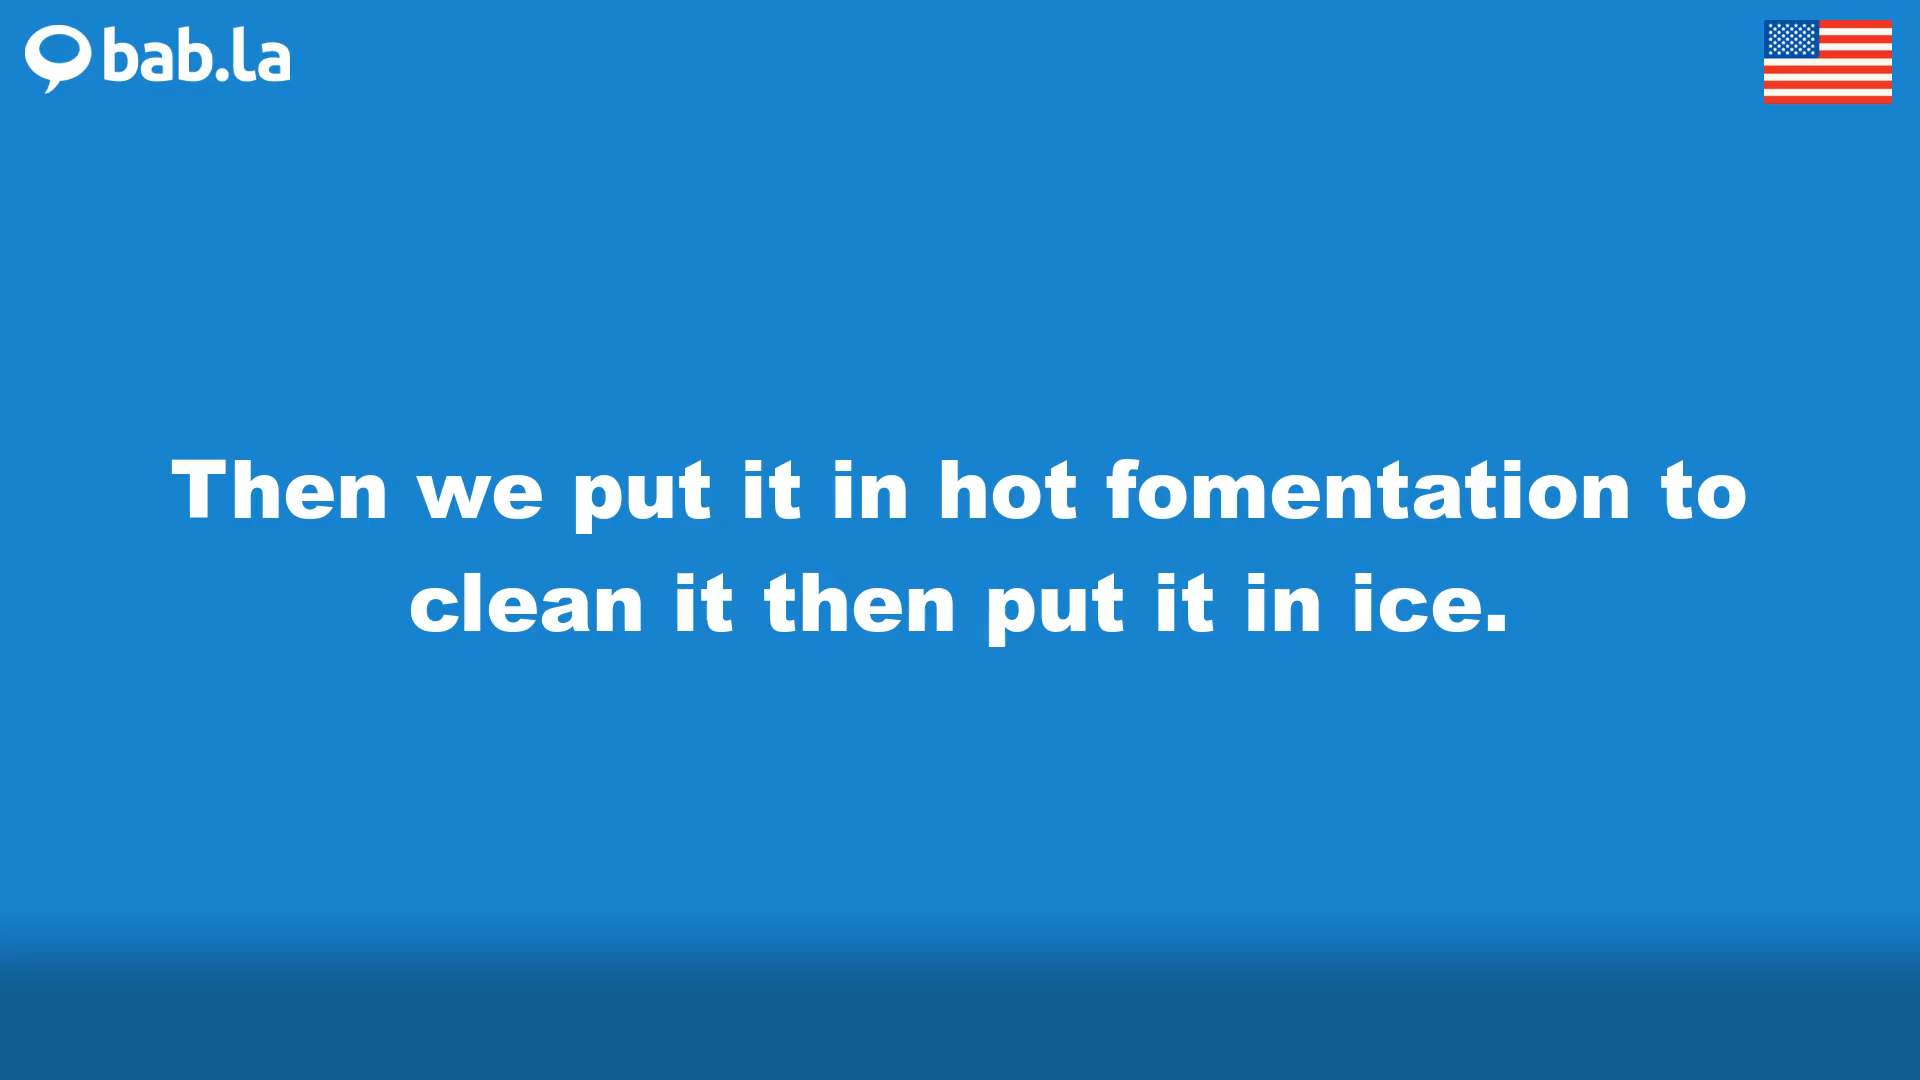 bab.la
Then we put it in hot fomentation to
clean it then put it in ice.